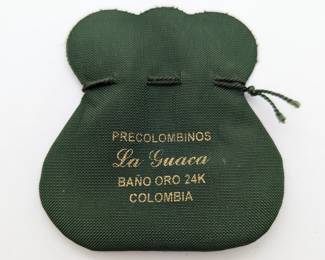 PRECOLOMBINOS
La Guaca
BAÑO ORO 24K
COLOMBIA